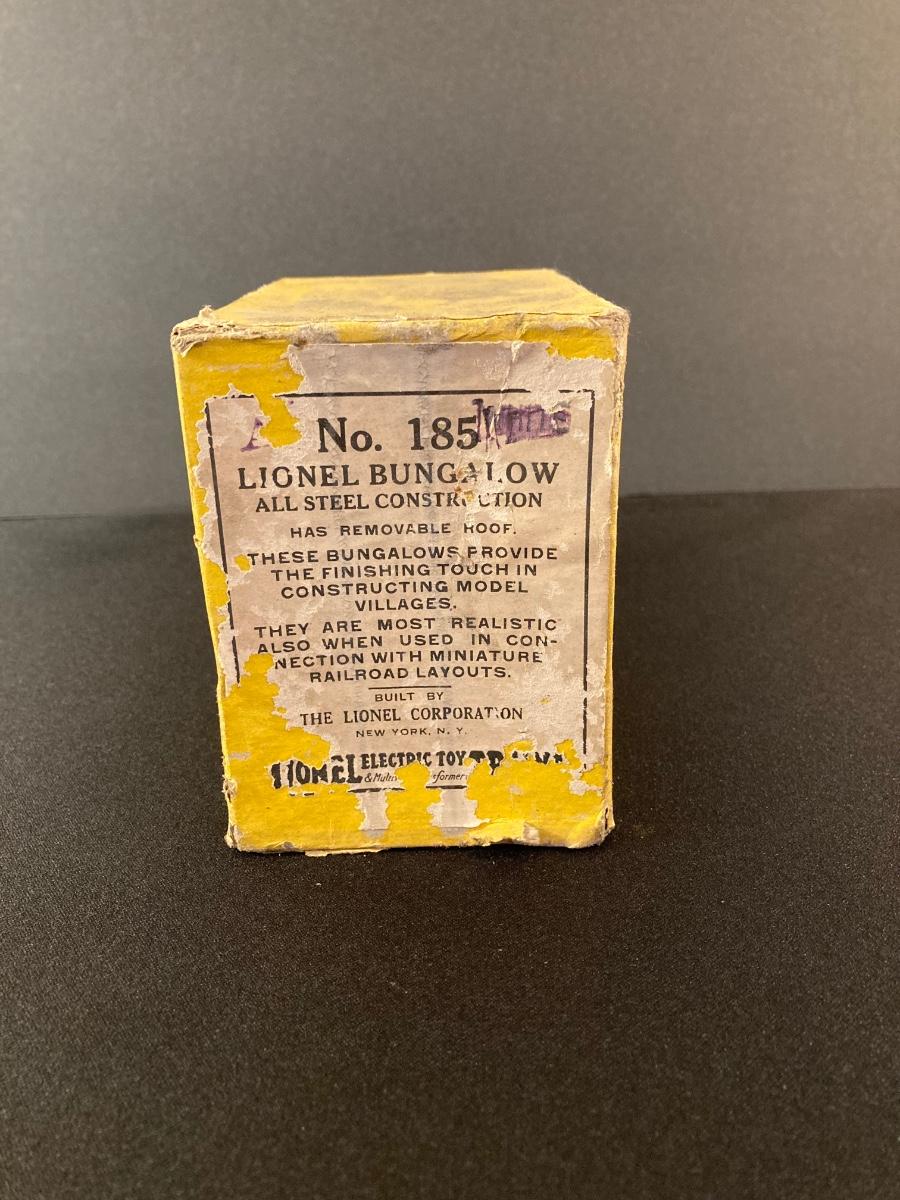 No. 185
LIONEL BUNGALOW
ALL STEEL CONSTRUCTION
HAS REMOVABLE ROOF.
THESE BUNGALOWS PROVIDE
THE FINISHING TOUCH IN
CONSTRUCTING MODEL
VILLAGES.
THEY ARE MOST REALISTIC
ALSO WHEN USED IN CON-
NECTION WITH MINIATURE
RAILROAD LAYOUTS.
BUILT BY
THE LIONEL CORPORATION
NEW YORK, N. Y.
LIONEL ELECTRIC TOY